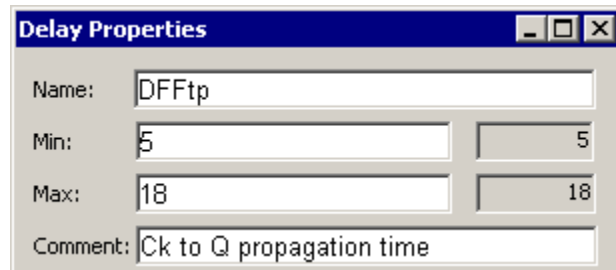 Delay Properties
Name: DFFtp
Min: 5 5
Max: 18 18
Comment: Ck to Q propagation time